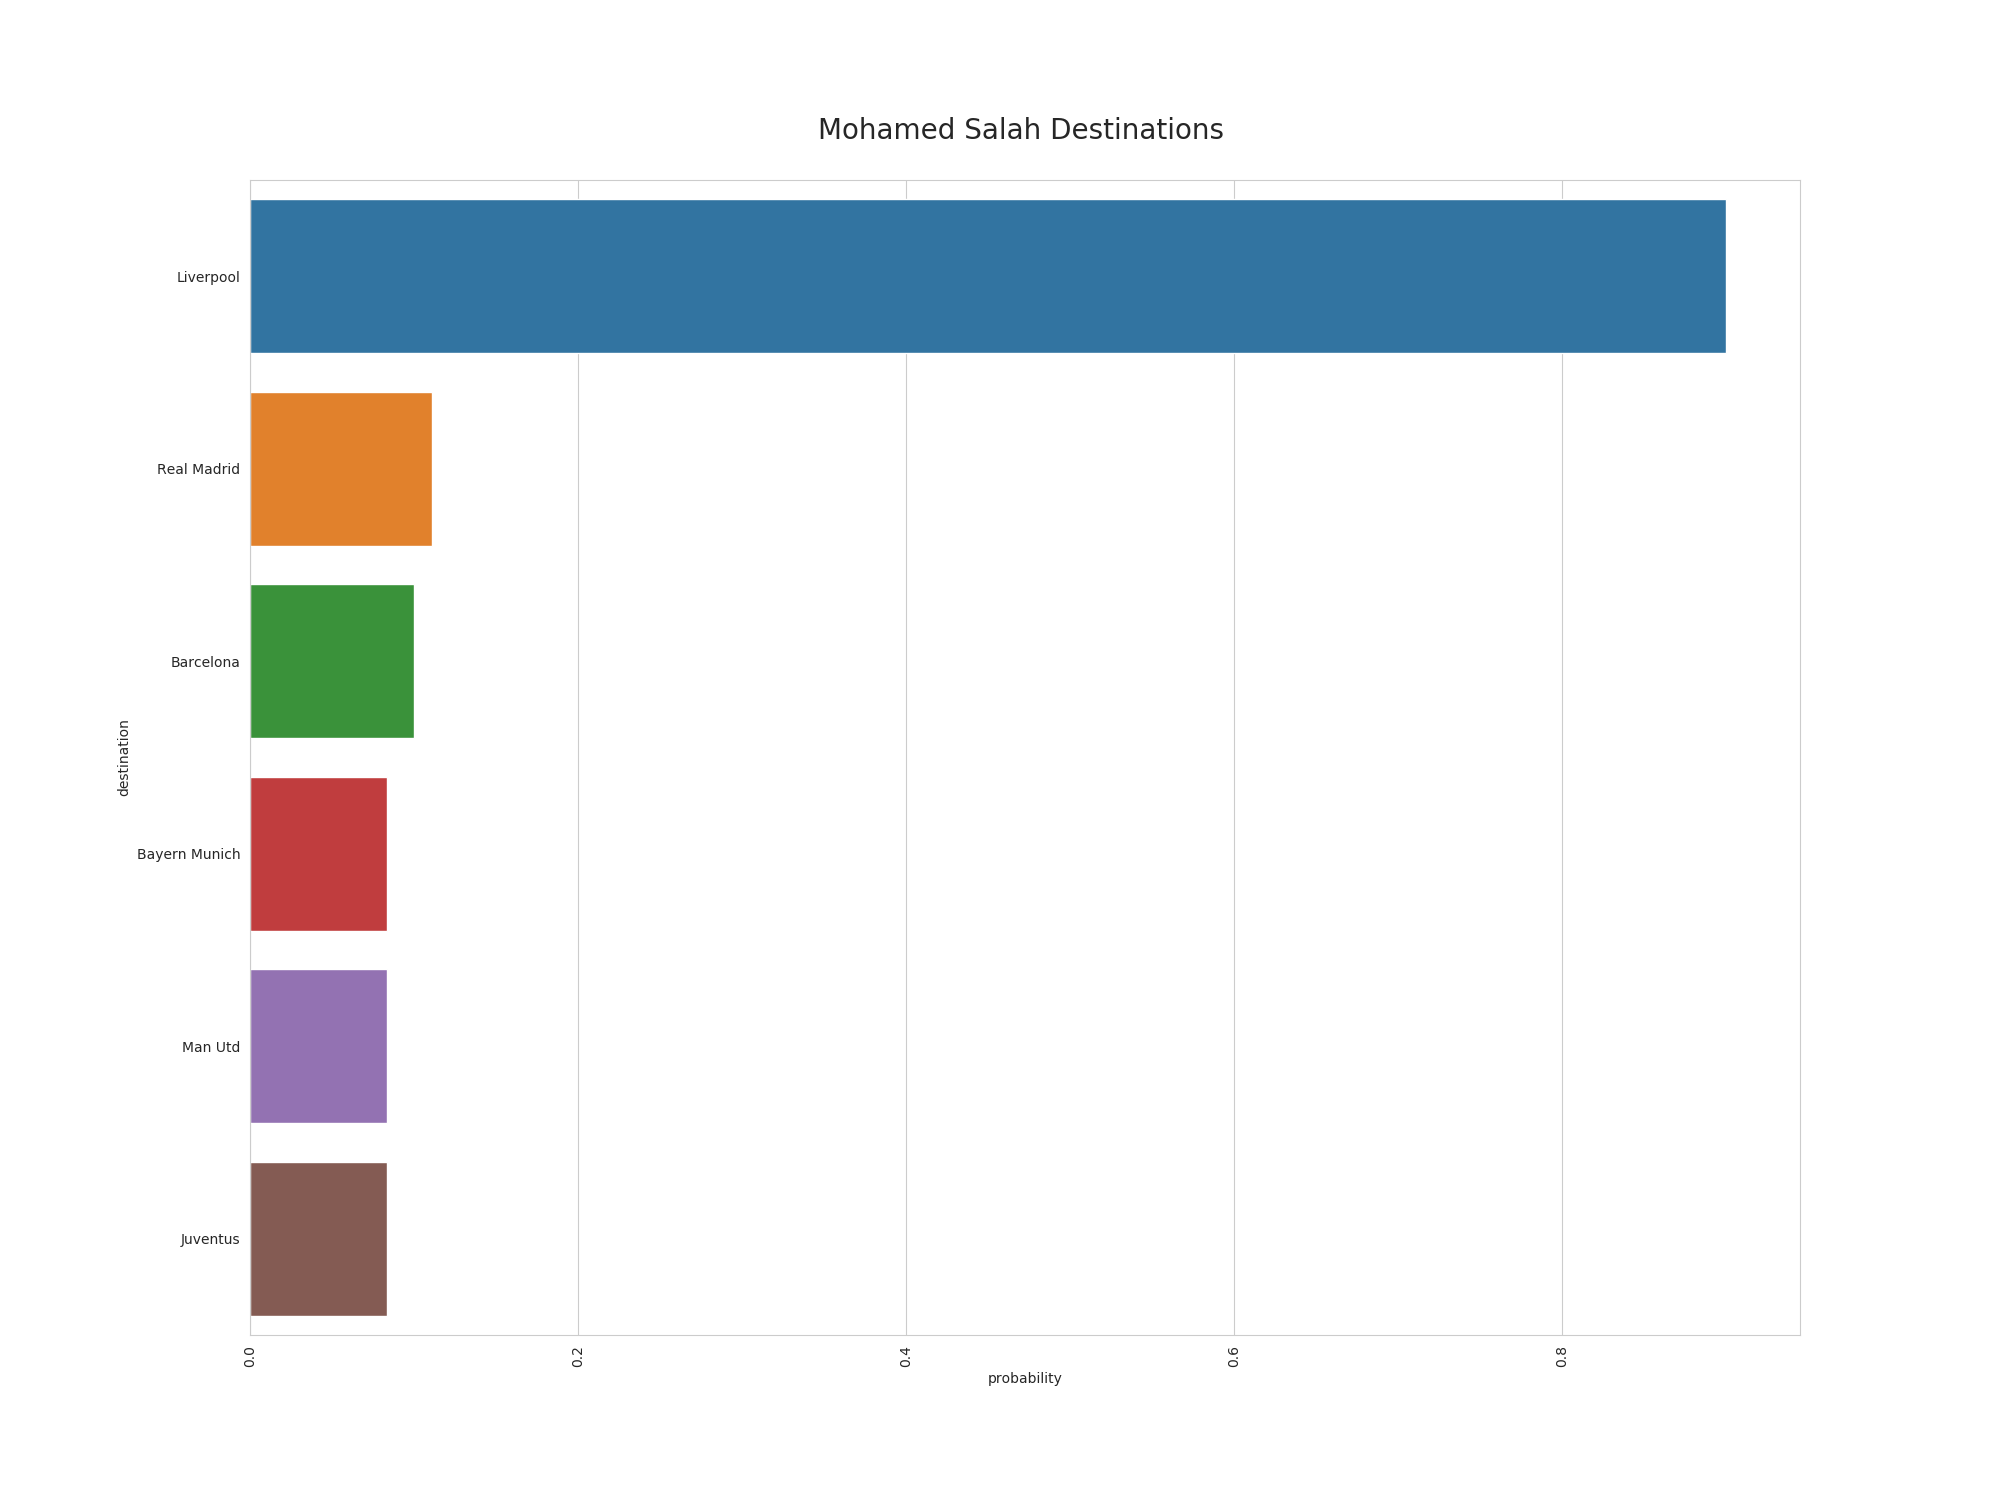 Mohamed Salah Destinations
Liverpool
Real Madrid
Barcelona
Bayern Munich
Man Utd
Juventus
destination
0.0
0.2
0.4
0.6
0.8
probability